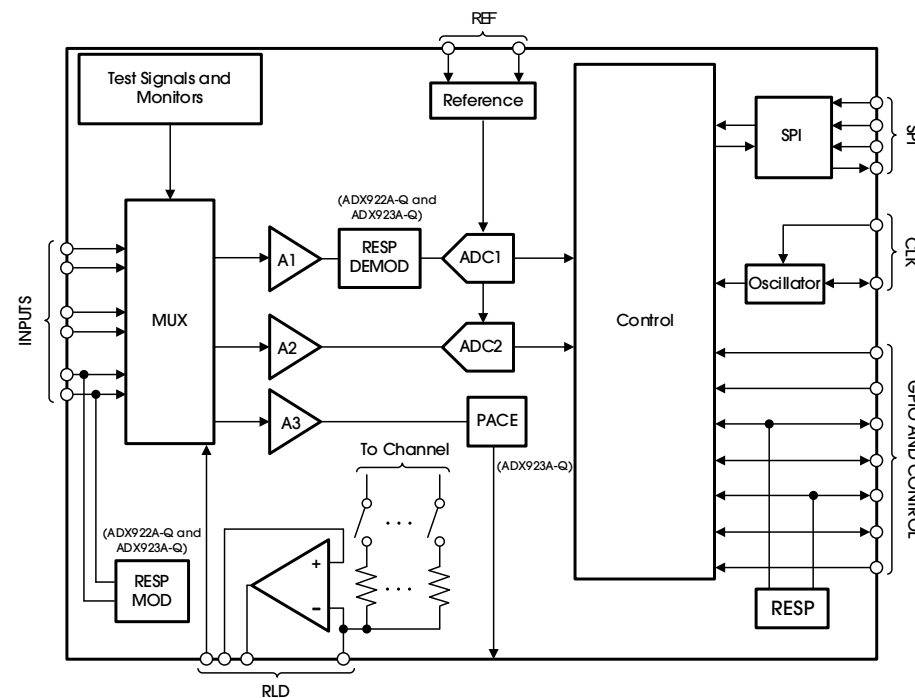 REF
Test Signals and
Monitors
Reference
SPI
SPI
(ADX922A-Q and
ADX923A-Q)
A1
RESP
DEMOD
ADC1
CLK
Oscillator
INPUTS
MUX
Control
A2
ADC2
A3
PACE
GPIO AND CONTROL
To Channel
(ADX923A-Q)
. . .
(ADX922A-Q and
ADX923A-Q)
+
RESP
MOD
. . .
–
RESP
RLD